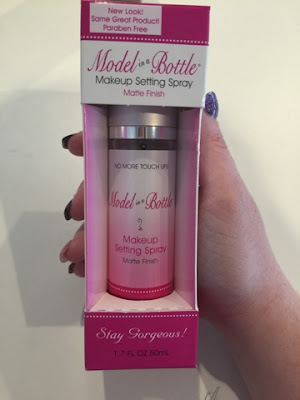 New Look!
Same Great Product!
Paraben Free
Model in a Bottle™
Makeup Setting Spray
Matte Finish
NO MORE TOUCH UPS
Model in a Bottle
Makeup
Setting Spray
Matte Finish
Stay Gorgeous!
1.7 FL OZ 50mL